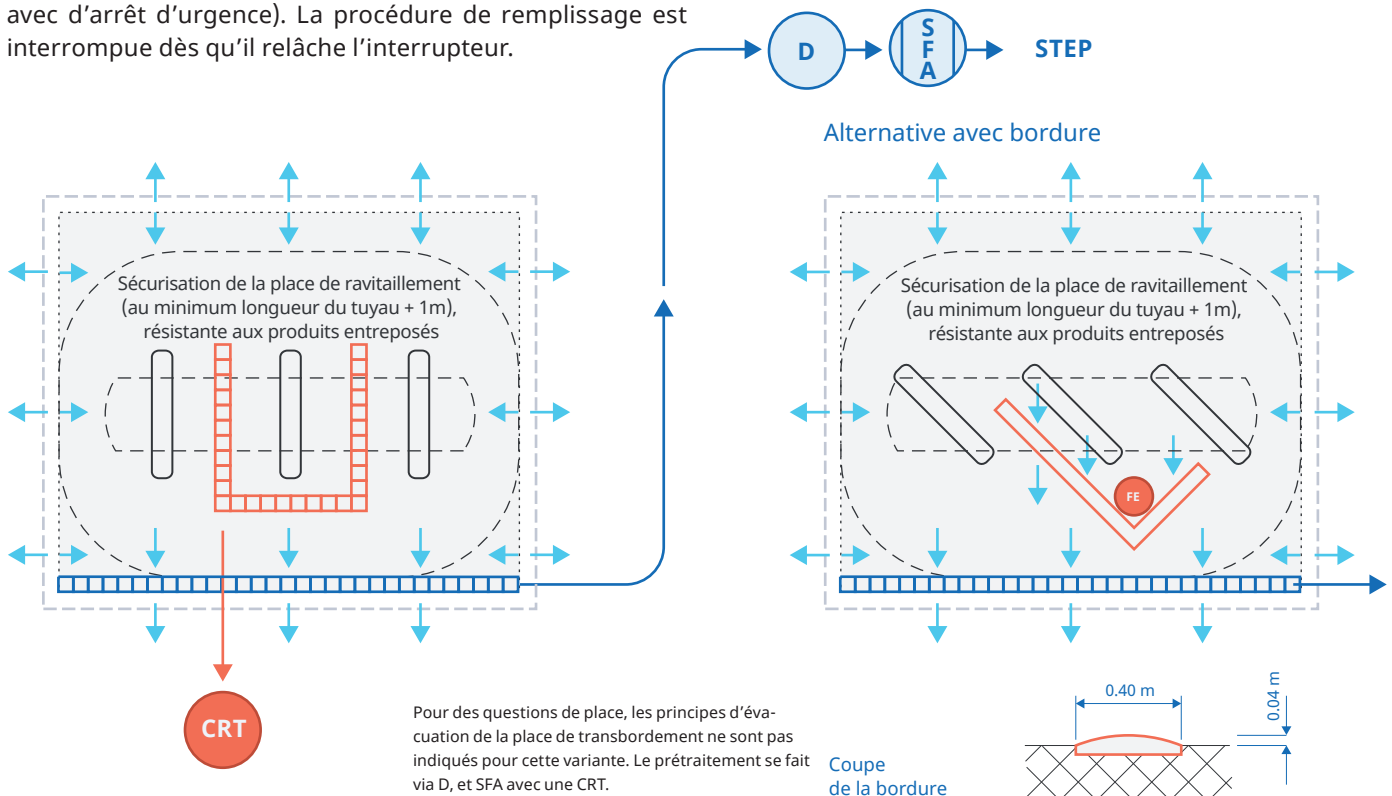 avec d’arrêt d’urgence). La procédure de remplissage est
interrompue dès qu’il relâche l’interrupteur.
D
S
F
A
STEP
Alternative avec bordure
Sécurisation de la place de ravitaillement
(au minimum longueur du tuyau + 1m),
résistante aux produits entreposés
Sécurisation de la place de ravitaillement
(au minimum longueur du tuyau + 1m),
résistante aux produits entreposés
FE
CRT
Pour des questions de place, les principes d’éva-
cuation de la place de transbordement ne sont pas
indiqués pour cette variante. Le prétraitement se fait
via D, et SFA avec une CRT.
0.40 m
0.04 m
Coupe
de la bordure